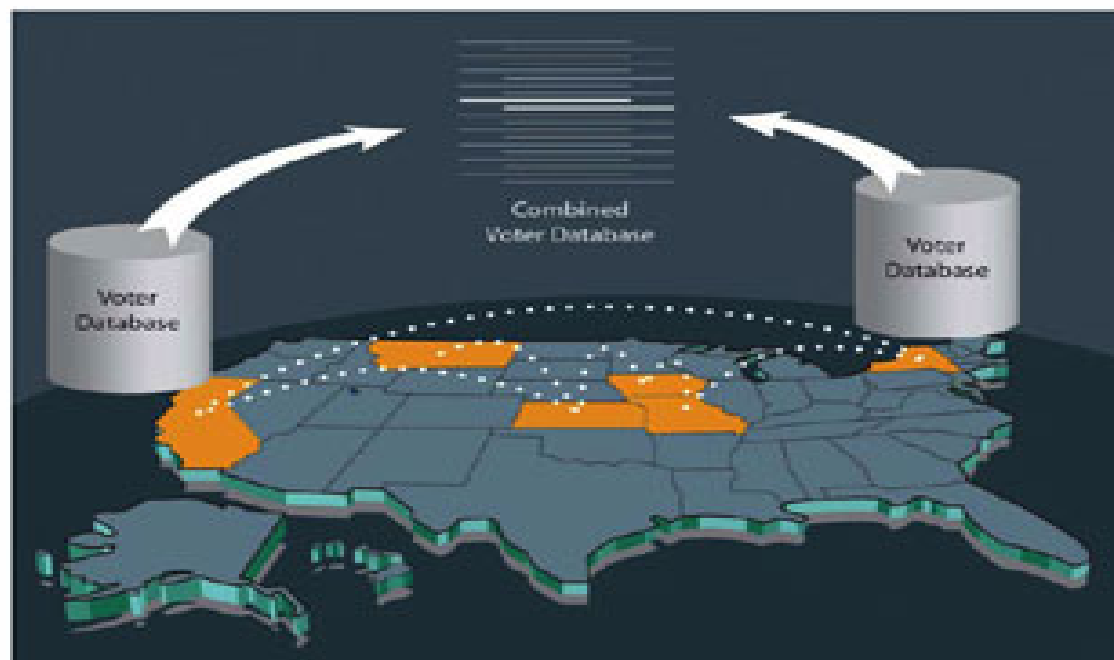 Combined
Voter Database
Voter
Database
Voter
Database